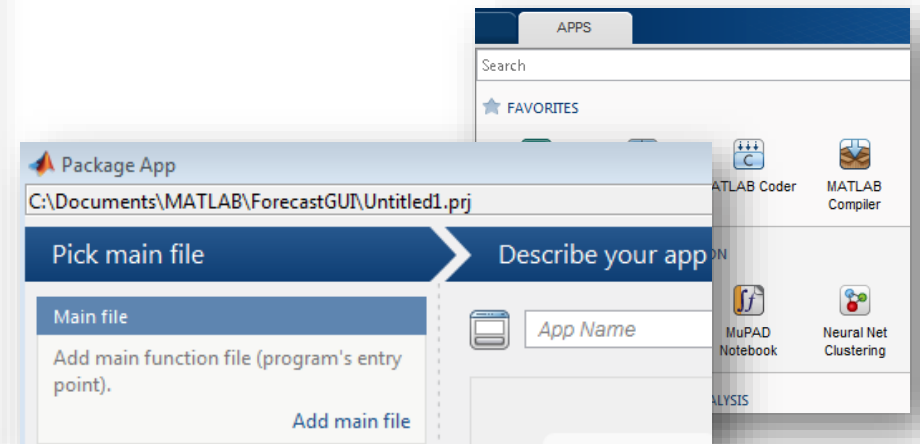 APPS
Search
FAVORITES
MATLAB
Compiler
Coder
MuPAD
Notebook
Neural Net
Clustering
Package App
C:\Documents\MATLAB\ForecastGUI\Untitled1.prj
Pick main file
Describe your app
Main file
Add main function file (program's entry
point).
Add main file
App Name